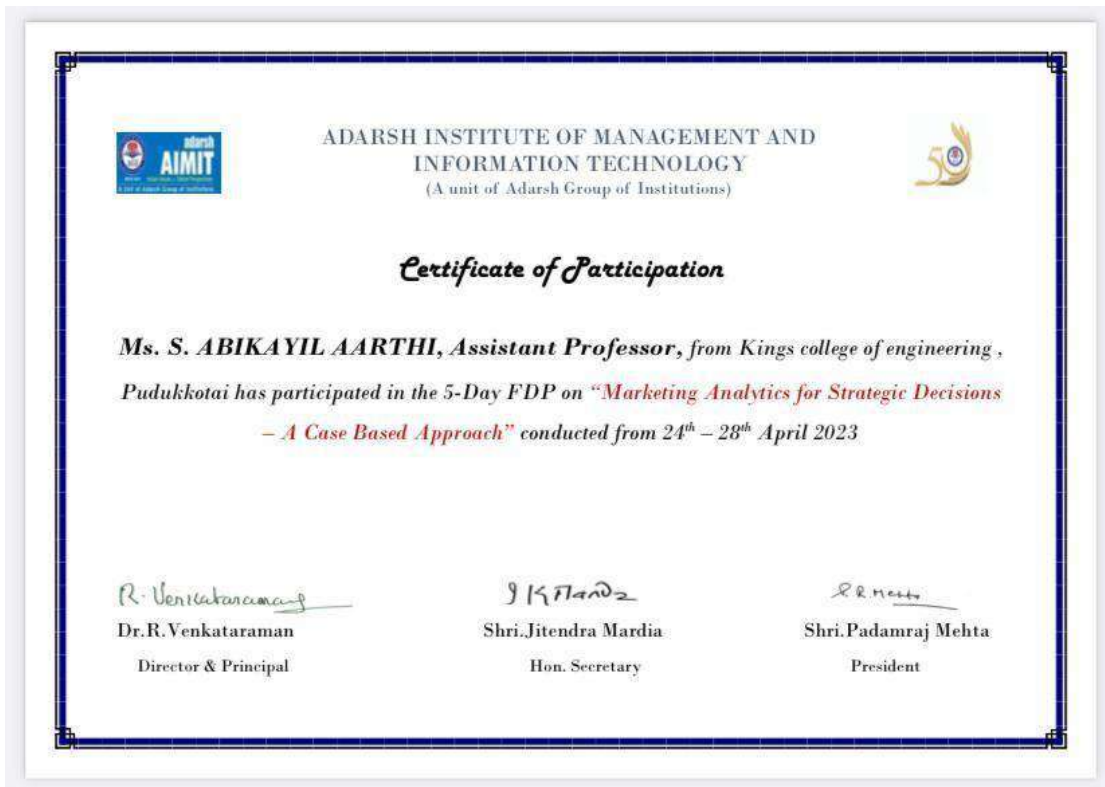 adarsh
AIMIT
ADARSH INSTITUTE OF MANAGEMENT AND
INFORMATION TECHNOLOGY
(A unit of Adarsh Group of Institutions)
50
Certificate of Participation
Ms. S. ABIKAYIL AARTHI, Assistant Professor, from Kings college of engineering ,
Pudukkotai has participated in the 5-Day FDP on “Marketing Analytics for Strategic Decisions
– A Case Based Approach” conducted from 24th – 28th April 2023
R. Venkataraman
Dr.R.Venkataraman
Shri.Jitendra Mardia
Shri.Padamraj Mehta
Director & Principal
Hon. Secretary
President